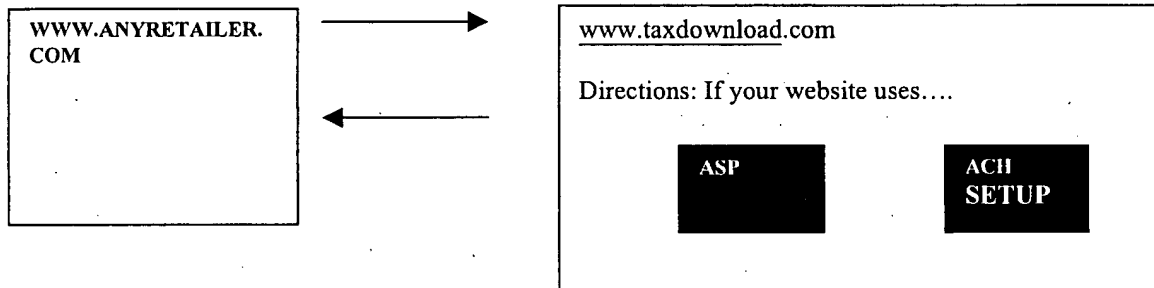 WWW.ANYRETAILER.
COM
www.taxdownload.com
Directions: If your website uses....
ASP
ACH
SETUP